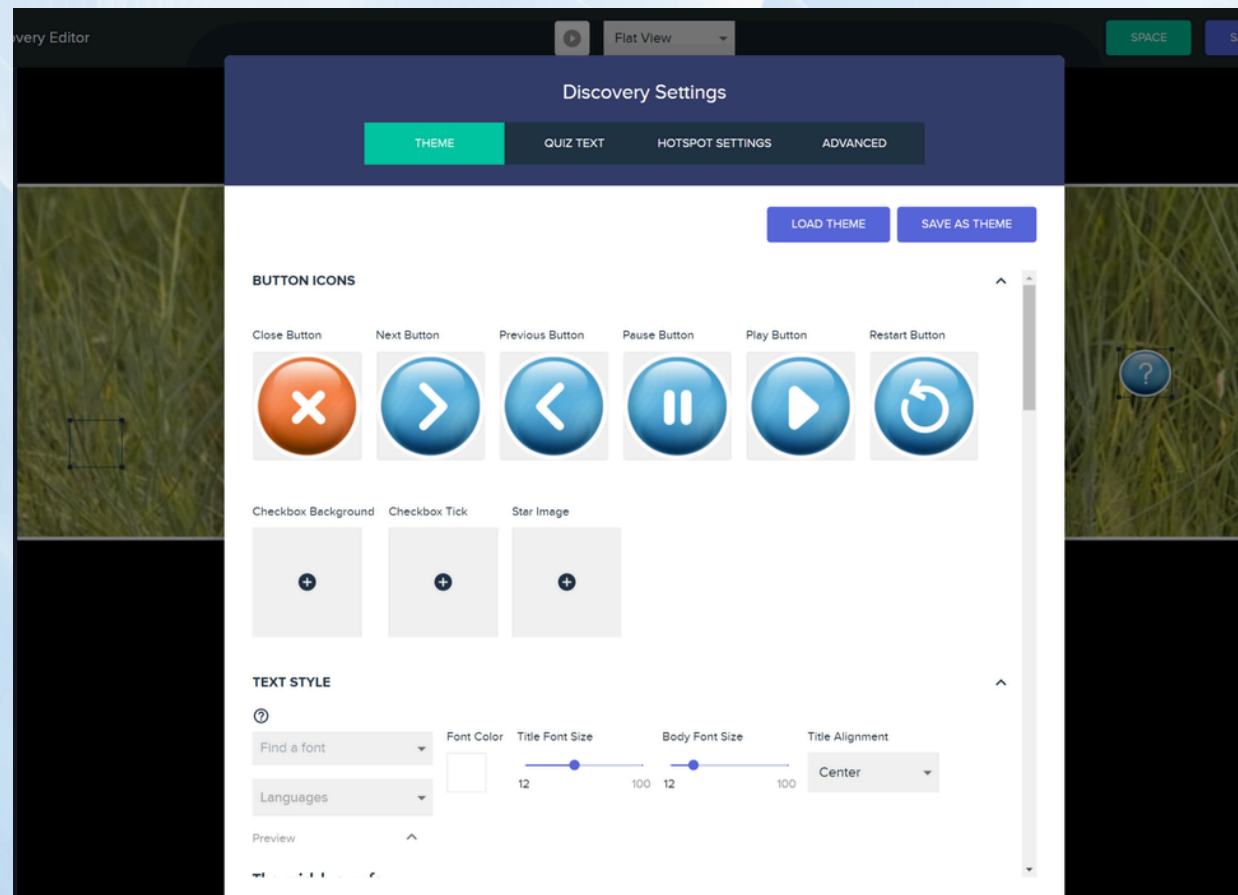 very Editor
Flat View
SPACE
Discovery Settings
THEME
QUIZ TEXT
HOTSPOT SETTINGS
ADVANCED
LOAD THEME
SAVE AS THEME
BUTTON ICONS
Close Button
Next Button
Previous Button
Pause Button
Play Button
Restart Button
?
Checkbox Background
Checkbox Tick
Star Image
TEXT STYLE
Find a font
Font Color
Title Font Size
Body Font Size
Title Alignment
12
100
12
100
Center
Languages
Preview